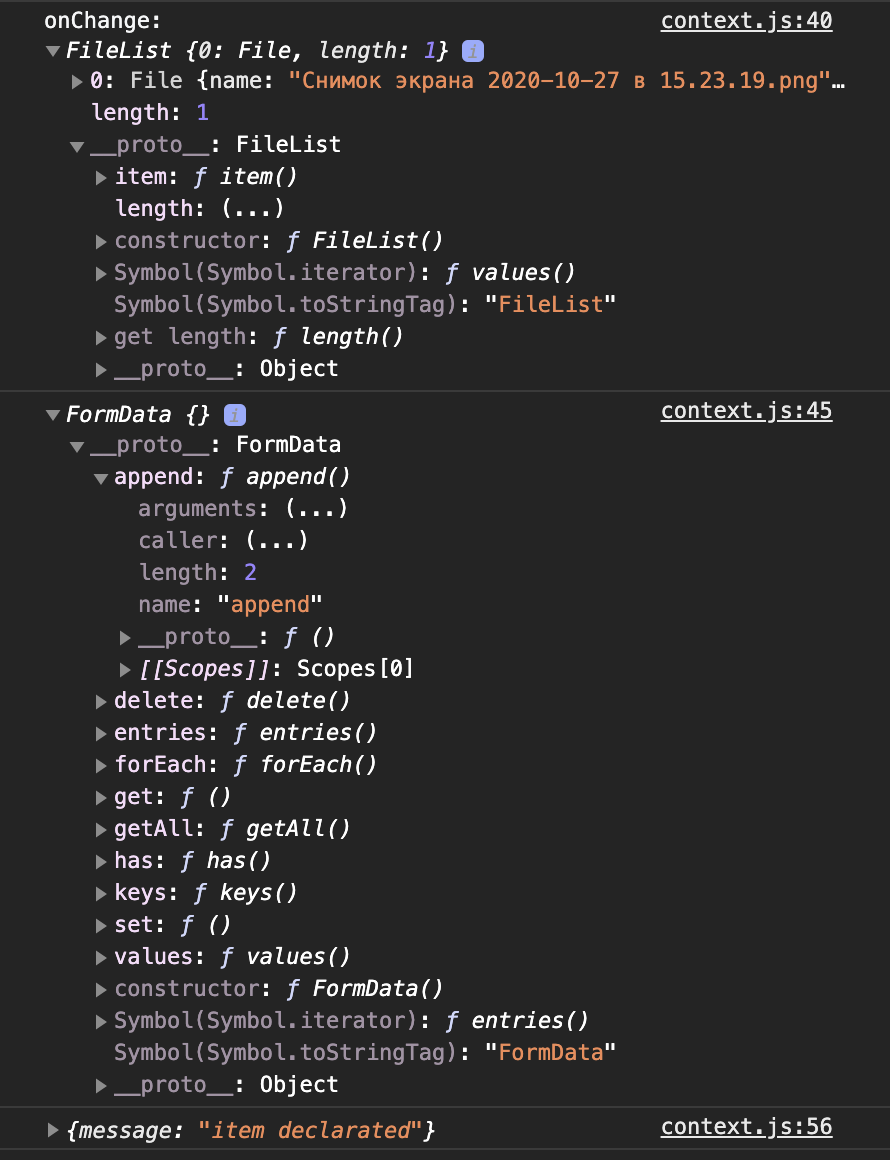 onChange: context.js:40
FileList {0: File, length: 1} i
0: File {name: "Снимок экрана 2020-10-27 в 15.23.19.png"…
length: 1
__proto__: FileList
item: ƒ item()
length: (...)
constructor: ƒ FileList()
Symbol(Symbol.iterator): ƒ values()
Symbol(Symbol.toStringTag): "FileList"
get length: ƒ length()
__proto__: Object
FormData {} i context.js:45
__proto__: FormData
append: ƒ append()
arguments: (...)
caller: (...)
length: 2
name: "append"
__proto__: ƒ ()
[[Scopes]]: Scopes[0]
delete: ƒ delete()
entries: ƒ entries()
forEach: ƒ forEach()
get: ƒ ()
getAll: ƒ getAll()
has: ƒ has()
keys: ƒ keys()
set: ƒ ()
values: ƒ values()
constructor: ƒ FormData()
Symbol(Symbol.iterator): ƒ entries()
Symbol(Symbol.toStringTag): "FormData"
__proto__: Object
{message: "item declarated"} context.js:56